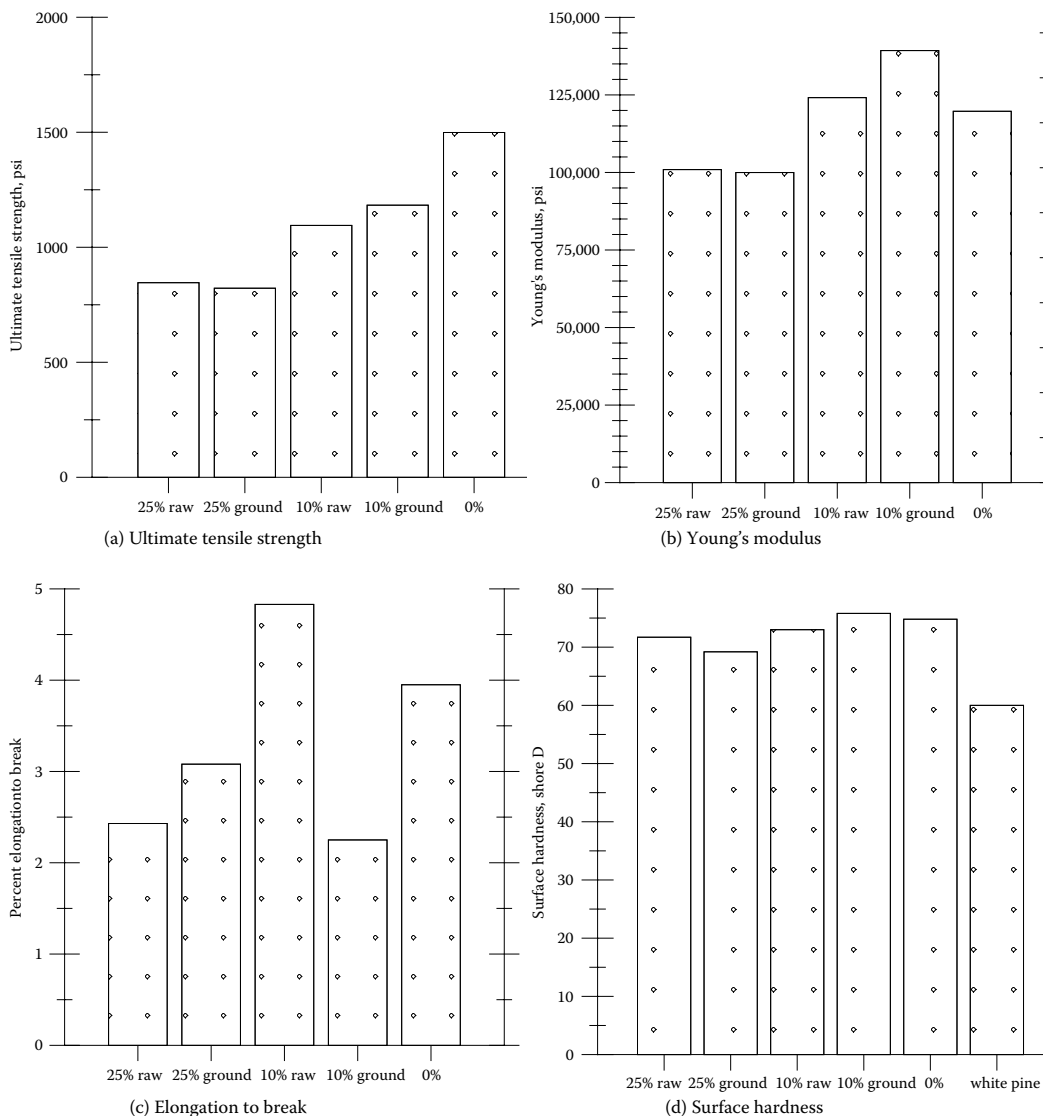 2000
1500
1000
500
0
Ultimate tensile strength, psi
25% raw 25% ground 10% raw 10% ground 0%
(a) Ultimate tensile strength
150,000
125,000
100,000
75,000
50,000
25,000
0
Young's modulus, psi
25% raw 25% ground 10% raw 10% ground 0%
(b) Young's modulus
5
4
3
2
1
0
Percent elongationto break
25% raw 25% ground 10% raw 10% ground 0%
(c) Elongation to break
80
70
60
50
40
30
20
10
0
Surface hardness, shore D
25% raw 25% ground 10% raw 10% ground 0% white pine
(d) Surface hardness